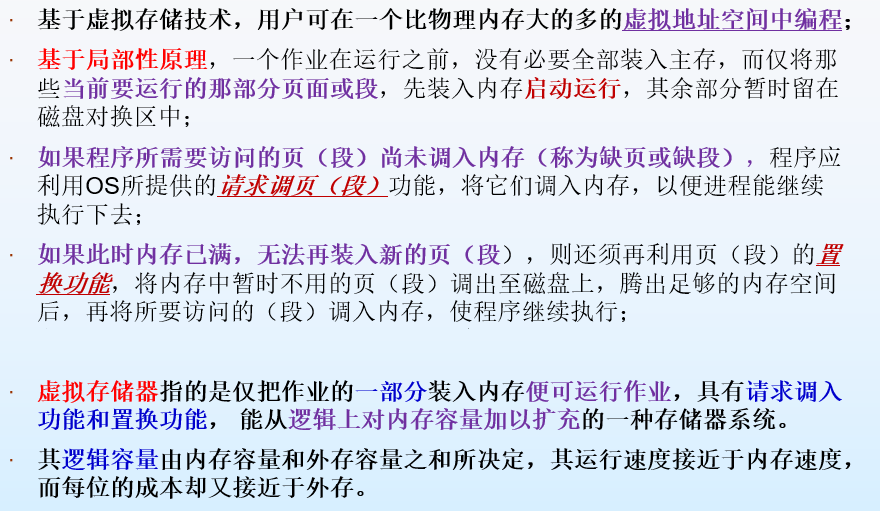 · 基于虚拟存储技术，用户可在一个比物理内存大的多的虚拟地址空间中编程；
· 基于局部性原理，一个作业在运行之前，没有必要全部装入主存，而仅将那
些当前要运行的那部分页面或段，先装入内存启动运行，其余部分暂时留在
磁盘对换区中；
· 如果程序所需要访问的页（段）尚未调入内存（称为缺页或缺段），程序应
利用OS所提供的请求调页（段）功能，将它们调入内存，以便进程能继续
执行下去；
· 如果此时内存已满，无法再装入新的页（段），则还须再利用页（段）的置
换功能，将内存中暂时不用的页（段）调出至磁盘上，腾出足够的内存空间
后，再将所要访问的（段）调入内存，使程序继续执行；
· 虚拟存储器指的是仅把作业的一部分装入内存便可运行作业，具有请求调入
功能和置换功能， 能从逻辑上对内存容量加以扩充的一种存储器系统。
· 其逻辑容量由内存容量和外存容量之和所决定，其运行速度接近于内存速度，
而每位的成本却又接近于外存。